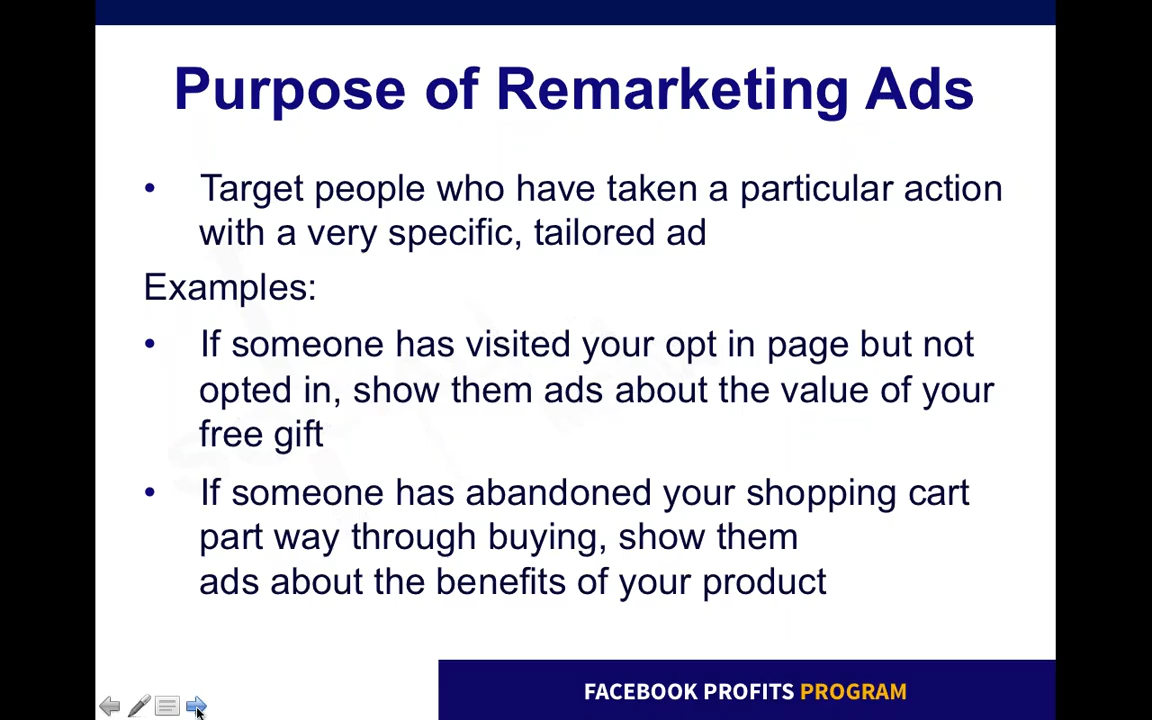 Purpose of Remarketing Ads
• Target people who have taken a particular action
with a very specific, tailored ad
Examples:
• If someone has visited your opt in page but not
opted in, show them ads about the value of your
free gift
• If someone has abandoned your shopping cart
part way through buying, show them
ads about the benefits of your product
FACEBOOK PROFITS PROGRAM